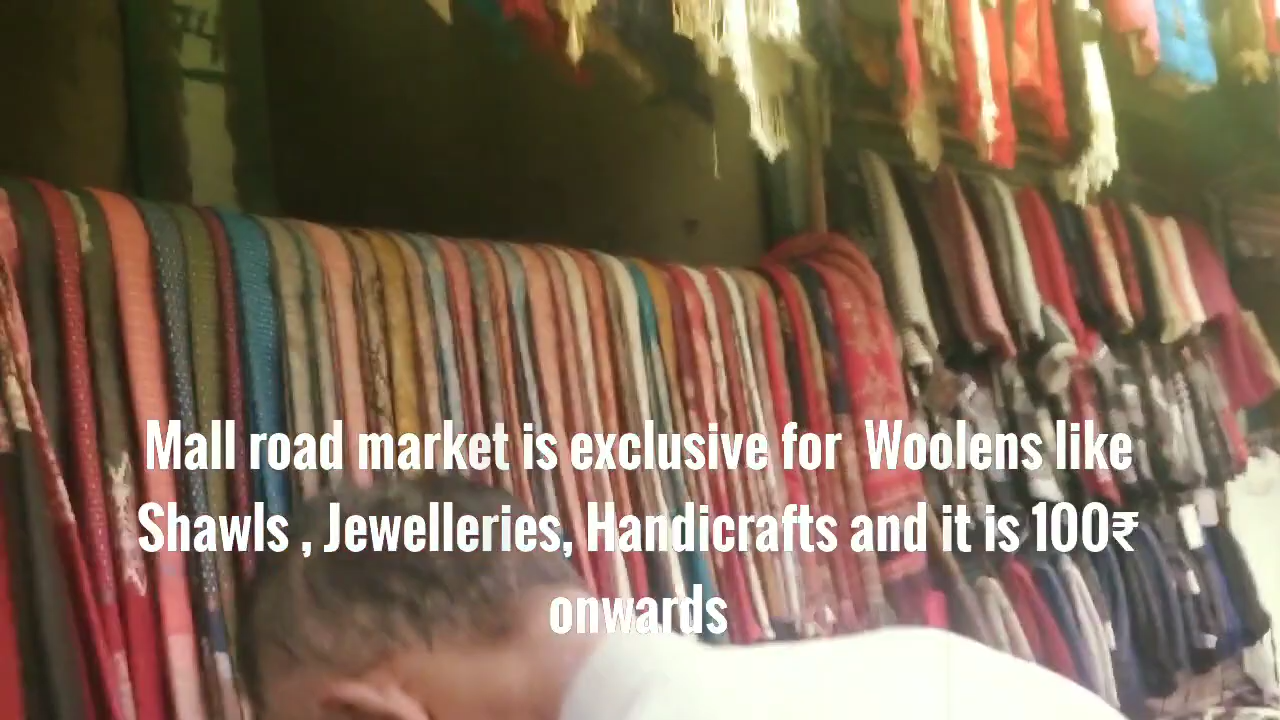 Mall road market is exclusive for Woolens like
Shawls , Jewelleries, Handicrafts and it is 100₹
onwards